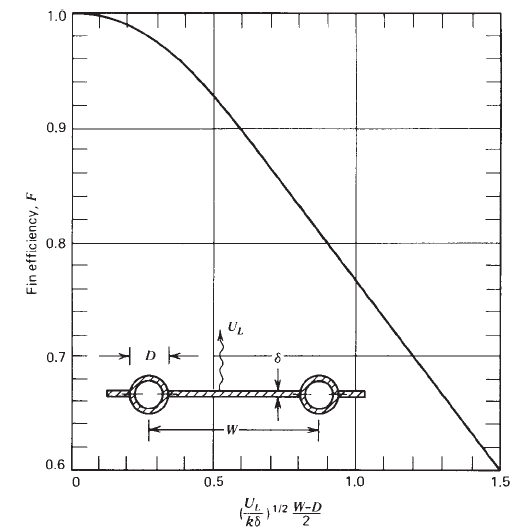 1.0
0.9
0.8
0.7
0.6
Fin efficiency, F
0
0.5
1.0
1.5
D
U_L
δ
W
(U_L/kδ)^1/2 W–D/2